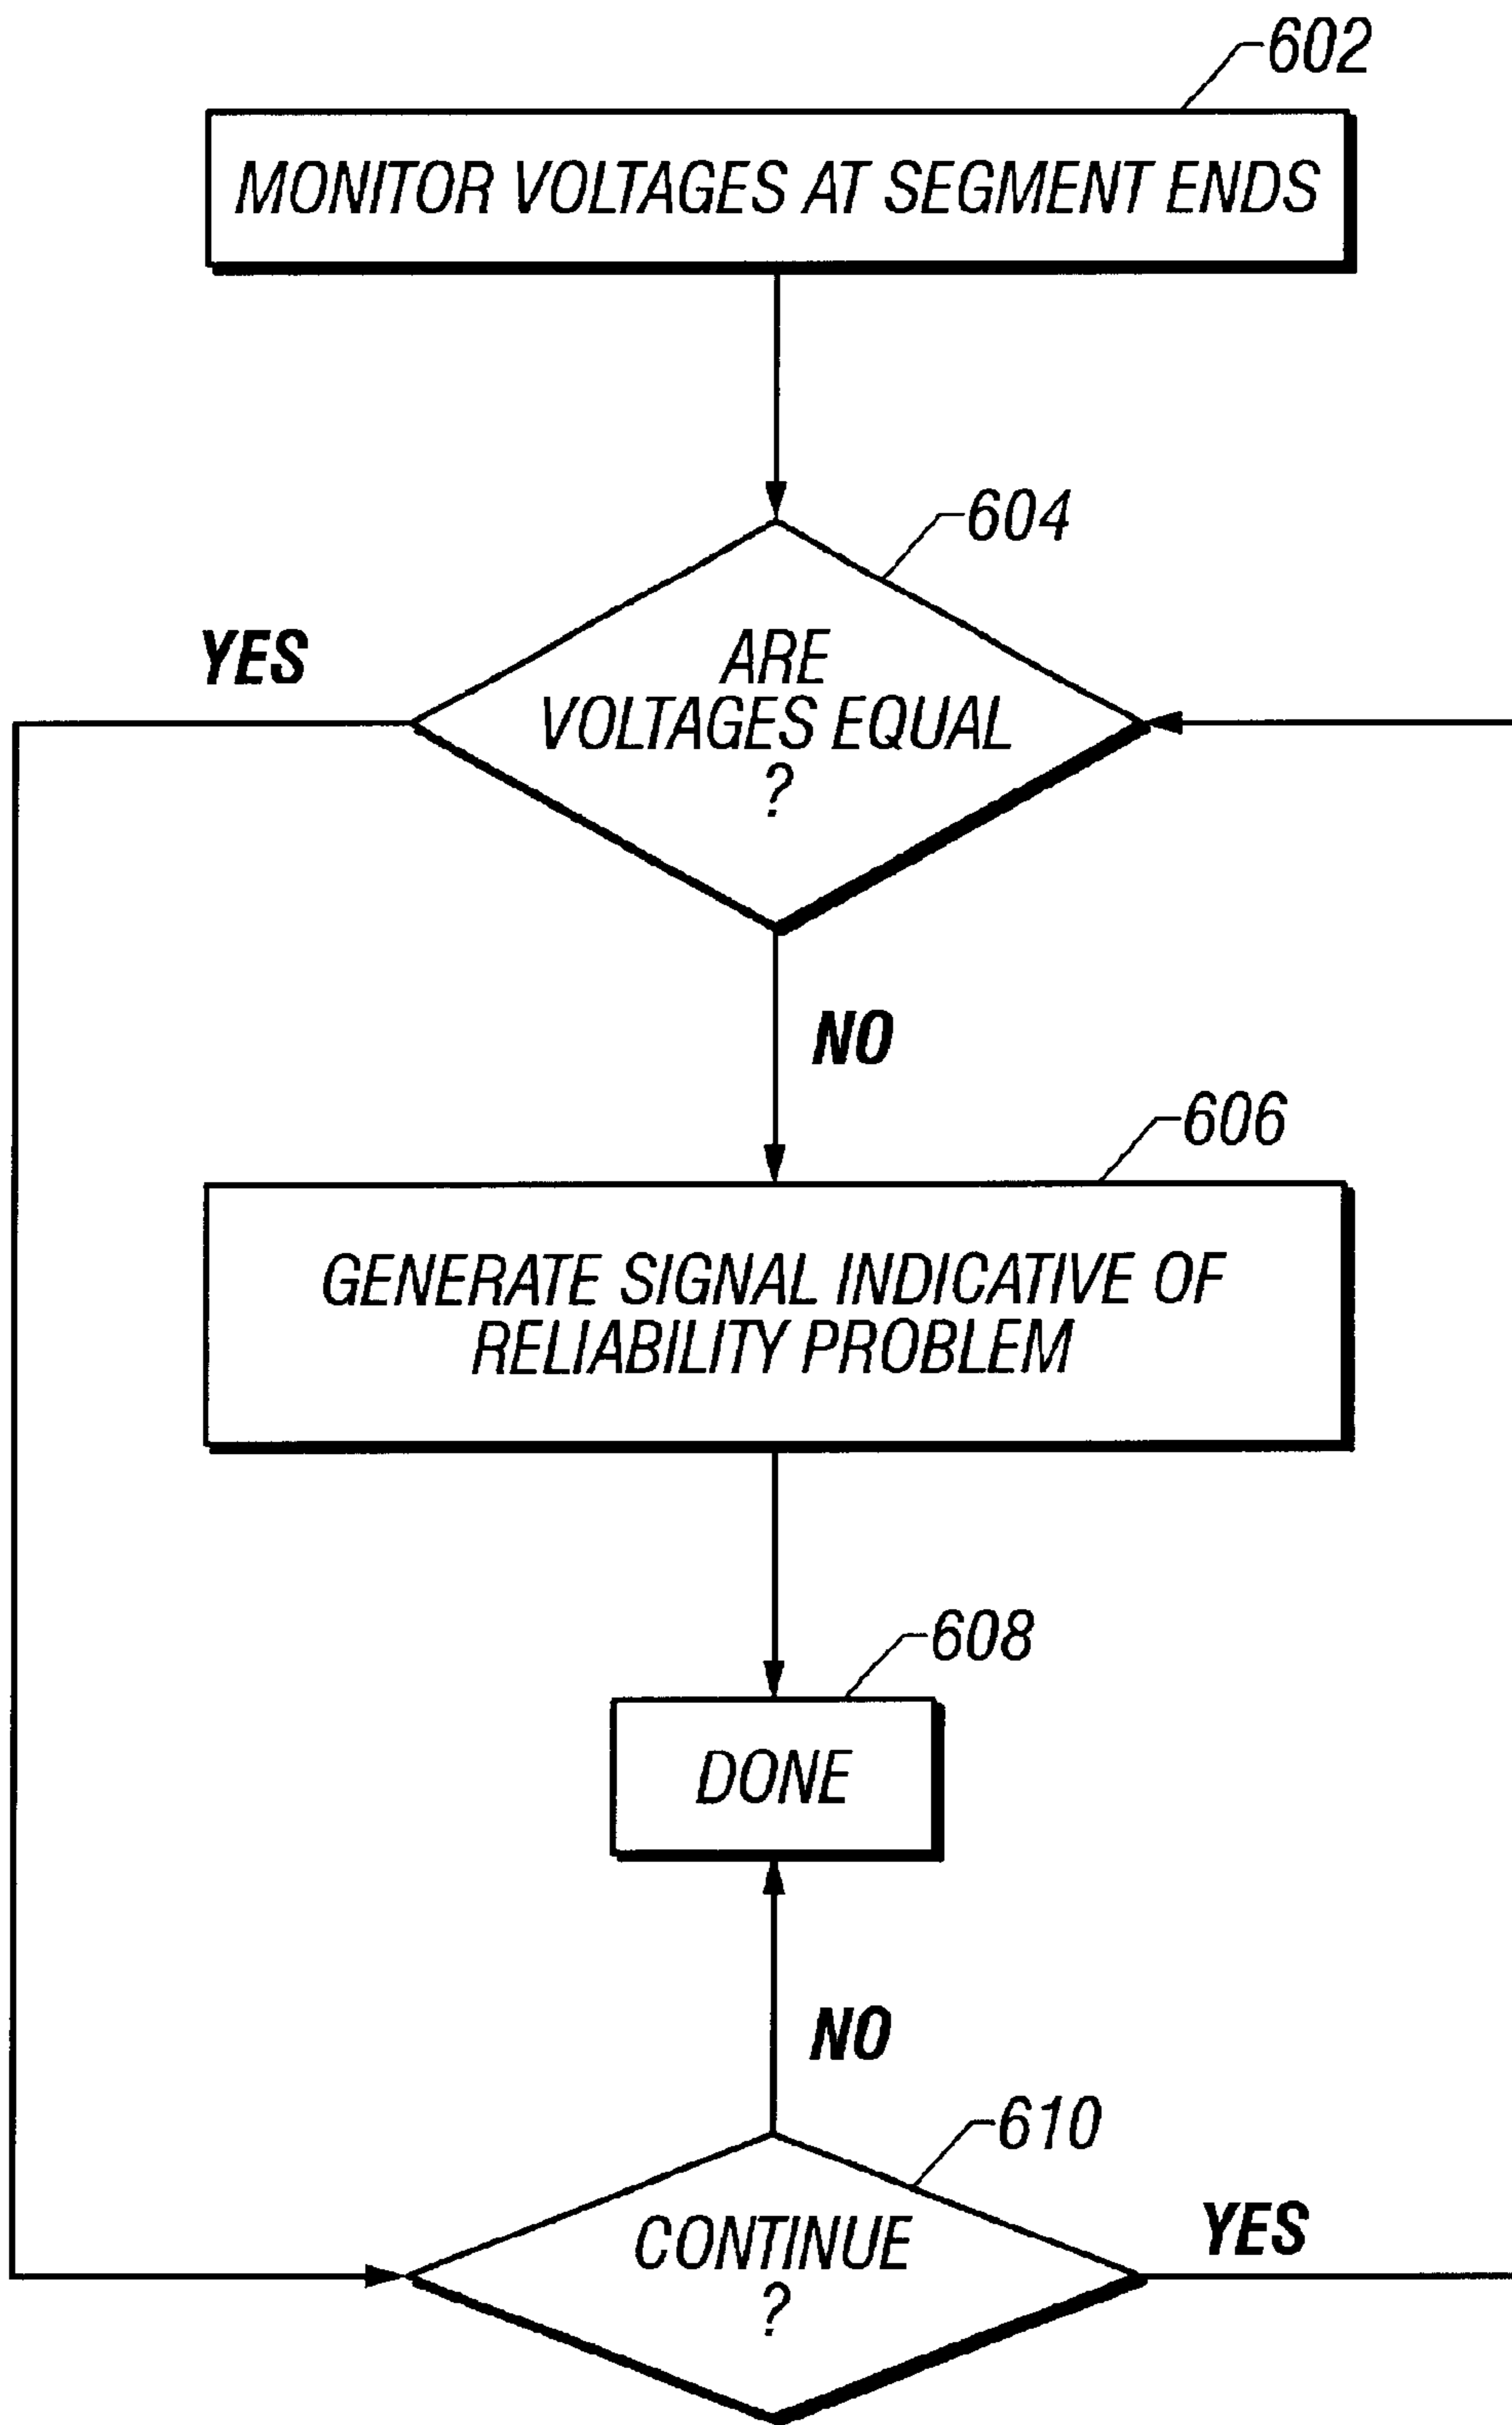 602
MONITOR VOLTAGES AT SEGMENT ENDS
604
YES
ARE
VOLTAGES EQUAL
?
NO
606
GENERATE SIGNAL INDICATIVE OF
RELIABILITY PROBLEM
608
DONE
NO
610
CONTINUE
?
YES